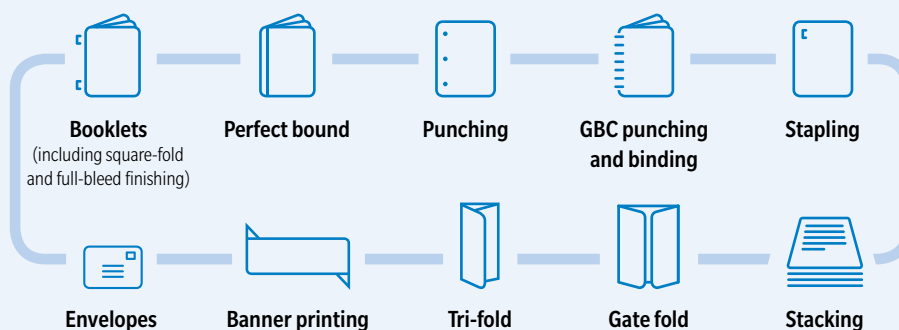 Booklets
(including square-fold
and full-bleed finishing)
Perfect bound
Punching
GBC punching
and binding
Stapling
Envelopes
Banner printing
Tri-fold
Gate fold
Stacking